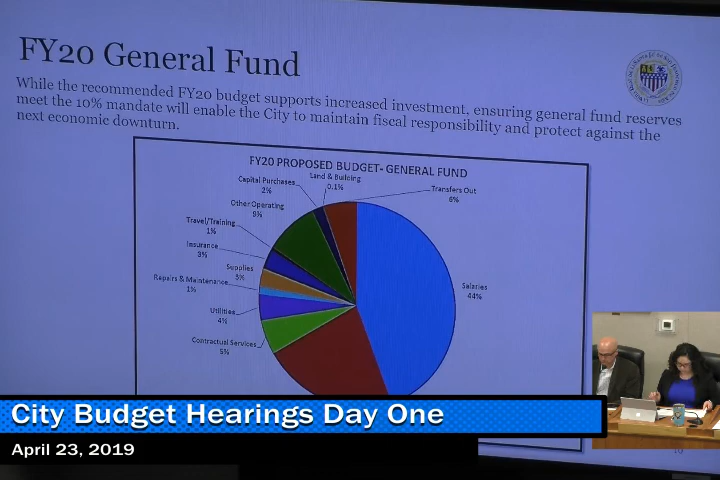 FY20 General Fund
While the recommended FY20 budget supports increased investment, ensuring general fund reserves
meet the 10% mandate will enable the City to maintain fiscal responsibility and protect against the
next economic downturn.
FY20 PROPOSED BUDGET- GENERAL FUND
Land & Building
0.1%
Capital Purchases
2%
Transfers Out
6%
Other Operating
9%
Travel/Training
1%
Insurance
3%
Supplies
3%
Repairs & Maintenance
1%
Utilities
4%
Contractual Services
5%
Salaries
44%
City Budget Hearings Day One
April 23, 2019